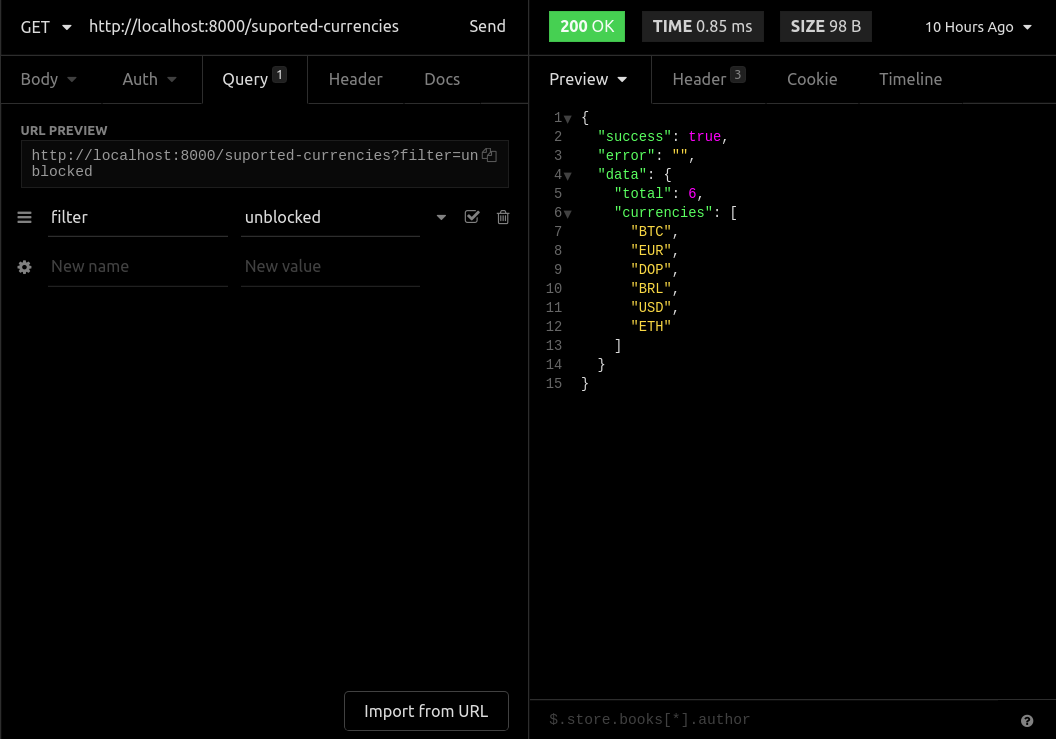 GET http://localhost:8000/suported-currencies Send
200 OK TIME 0.85 ms SIZE 98 B 10 Hours Ago
Body Auth Query 1 Header Docs
Preview Header 3 Cookie Timeline
URL PREVIEW
http://localhost:8000/suported-currencies?filter=un
blocked
filter unblocked
New name New value
Import from URL
1 {
2 "success": true,
3 "error": "",
4 "data": {
5 "total": 6,
6 "currencies": [
7 "BTC",
8 "EUR",
9 "DOP",
10 "BRL",
11 "USD",
12 "ETH"
13 ]
14 }
15 }
$.store.books[*].author